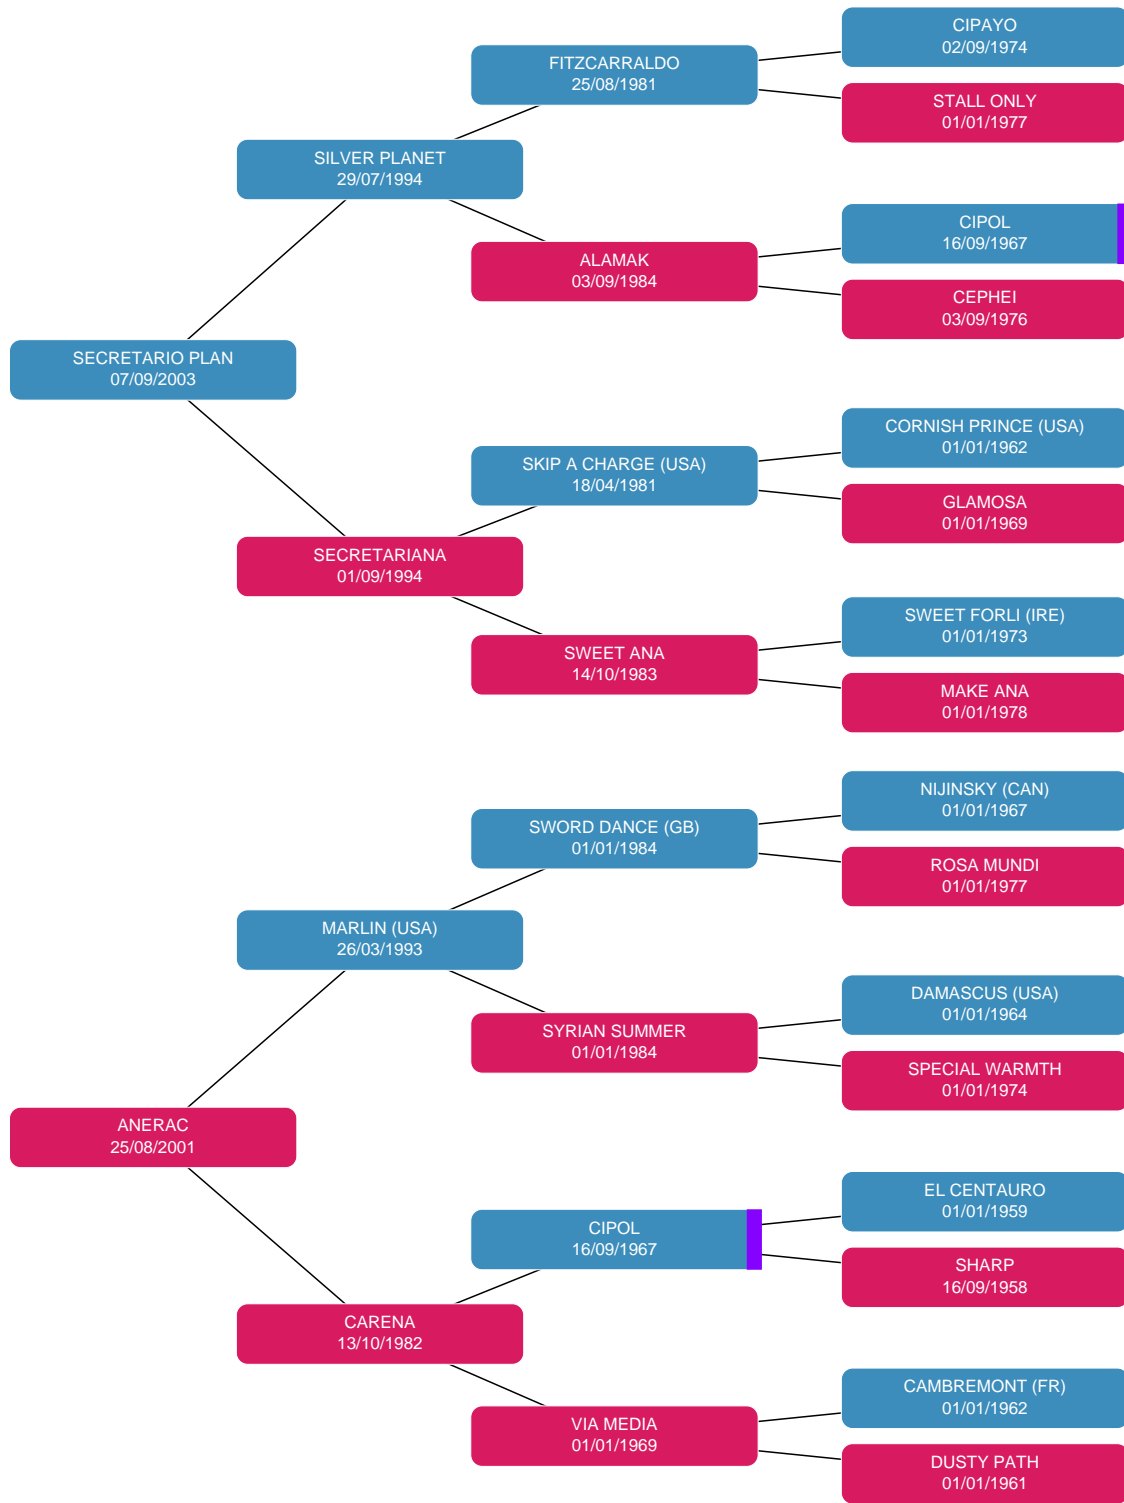 CIPAYO
02/09/1974
FITZCARRALDO
25/08/1981
STALL ONLY
01/01/1977
SILVER PLANET
29/07/1994
CIPOL
16/09/1967
ALAMAK
03/09/1984
CEPHEI
03/09/1976
SECRETARIO PLAN
07/09/2003
CORNISH PRINCE (USA)
01/01/1962
SKIP A CHARGE (USA)
18/04/1981
GLAMOSA
01/01/1969
SECRETARIANA
01/09/1994
SWEET FORLI (IRE)
01/01/1973
SWEET ANA
14/10/1983
MAKE ANA
01/01/1978
NIJINSKY (CAN)
01/01/1967
SWORD DANCE (GB)
01/01/1984
ROSA MUNDI
01/01/1977
MARLIN (USA)
26/03/1993
DAMASCUS (USA)
01/01/1964
SYRIAN SUMMER
01/01/1984
SPECIAL WARMTH
01/01/1974
ANERAC
25/08/2001
EL CENTAURO
01/01/1959
CIPOL
16/09/1967
SHARP
16/09/1958
CARENA
13/10/1982
CAMBREMONT (FR)
01/01/1962
VIA MEDIA
01/01/1969
DUSTY PATH
01/01/1961